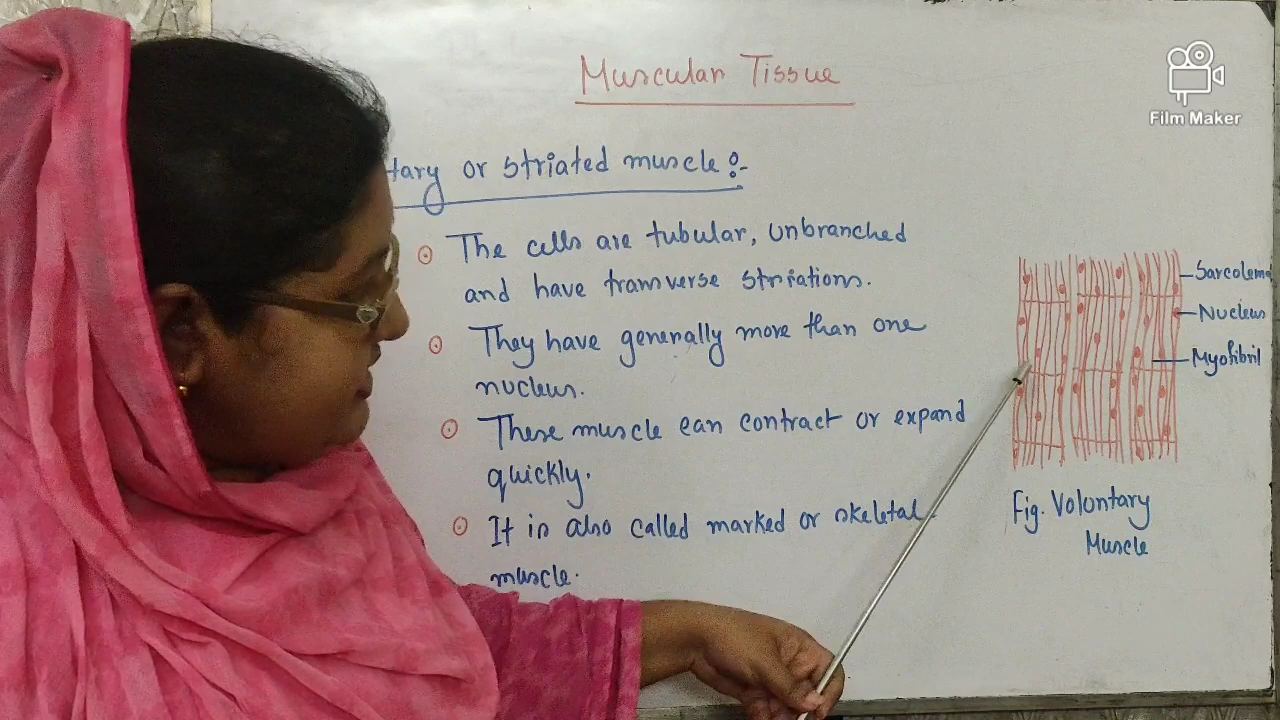 Muscular Tissue
Film Maker
tary or striated muscle:-
The cells are tubular, unbranched
and have transverse striations.
They have generally more than one
nucleus.
These muscle can contract or expand
quickly.
It is also called marked or skeletal
muscle.
Sarcolema
Nucleus
Myofibril
Fig. Voluntary
Muscle